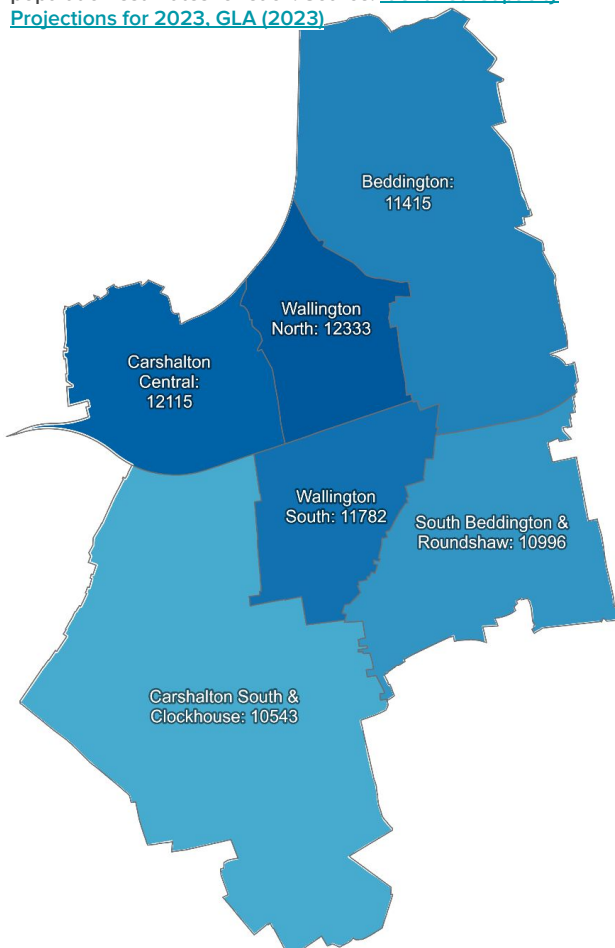 Projections for 2023, GLA (2023)
Beddington:
11415
Wallington
North: 12333
Carshalton
Central:
12115
Wallington
South: 11782
South Beddington &
Roundshaw: 10996
Carshalton South &
Clockhouse: 10543